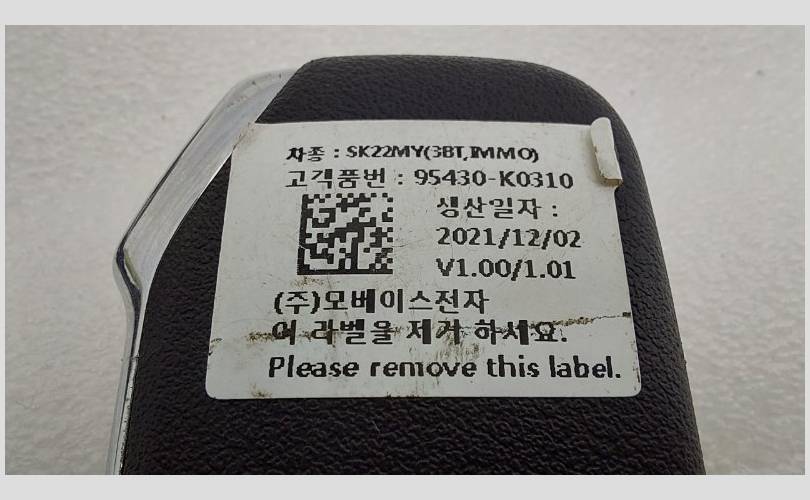 차종 : SK22MY(3BT,IMMO)
고객품번 : 95430-K0310
생산일자 :
2021/12/02
V1.00/1.01
(주)모베이스전자
이 라벨을 제거 하세요.
Please remove this label.